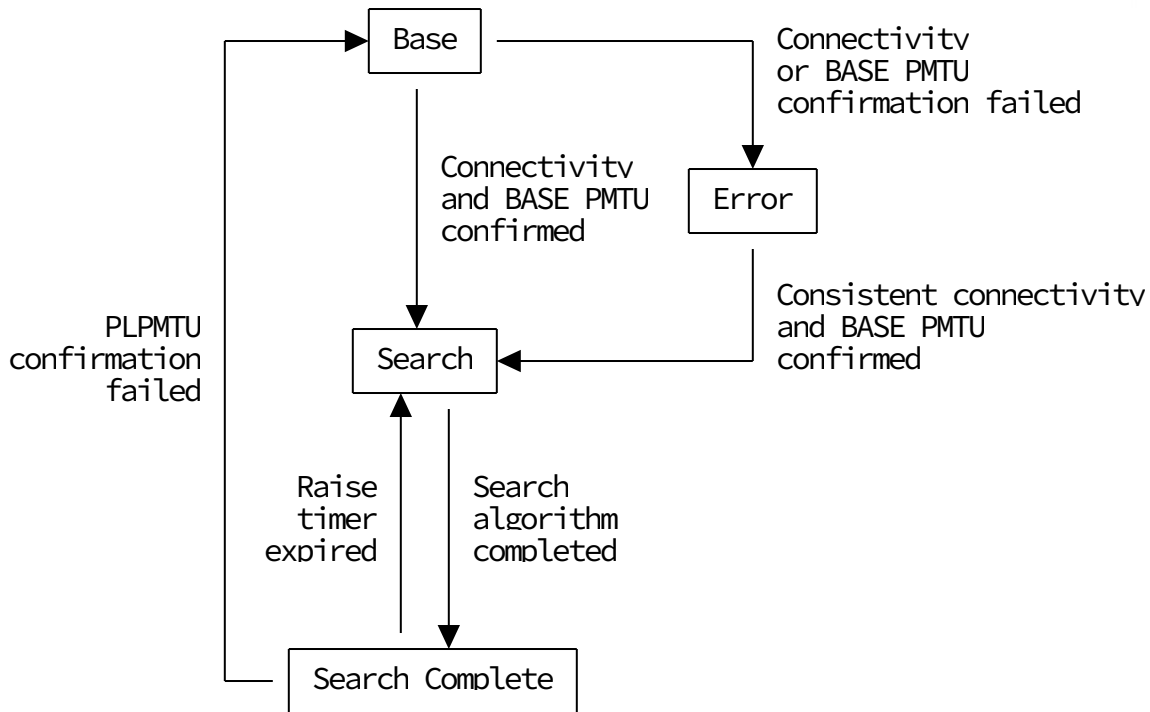 Base
Connectivity
or BASE PMTU
confirmation failed
Connectivity
and BASE PMTU
confirmed
Error
Consistent connectivity
and BASE PMTU
confirmed
PLPMTU
confirmation
failed
Search
Raise
timer
expired
Search
algorithm
completed
Search Complete